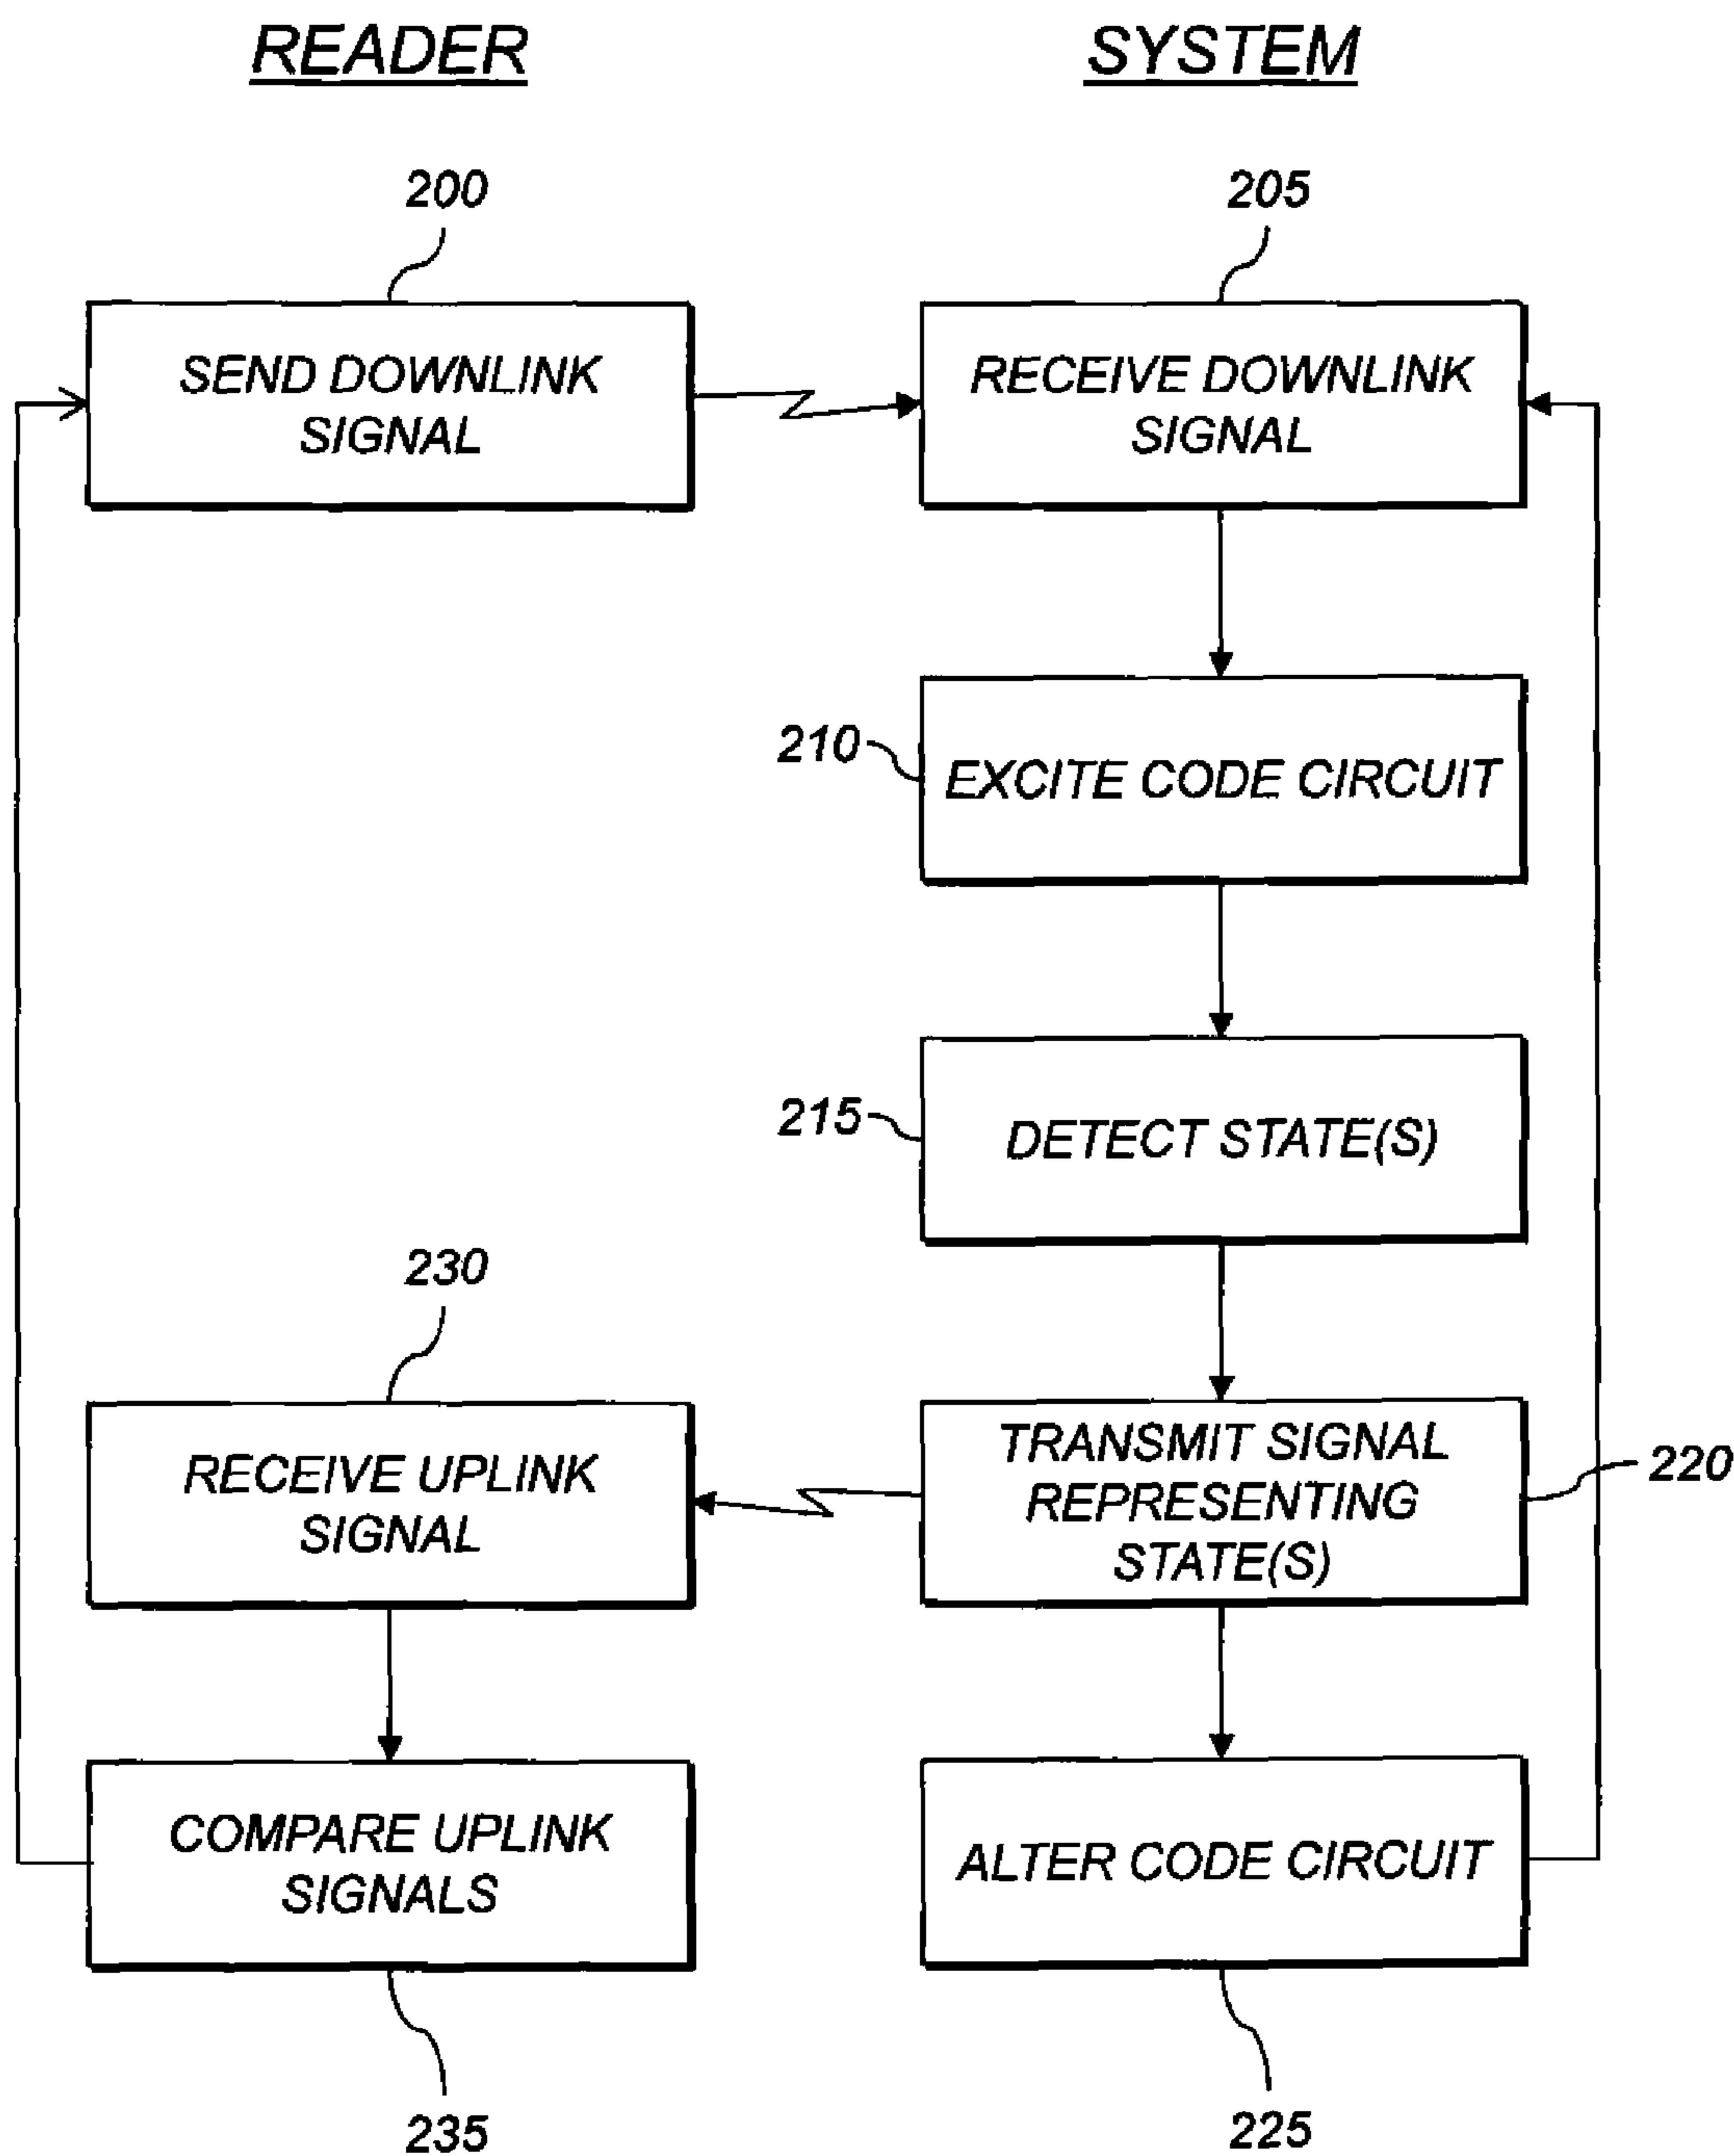 READER
SYSTEM
200
205
SEND DOWNLINK
SIGNAL
RECEIVE DOWNLINK
SIGNAL
210
EXCITE CODE CIRCUIT
215
DETECT STATE(S)
230
RECEIVE UPLINK
SIGNAL
TRANSMIT SIGNAL
REPRESENTING
STATE(S)
220
COMPARE UPLINK
SIGNALS
ALTER CODE CIRCUIT
235
225